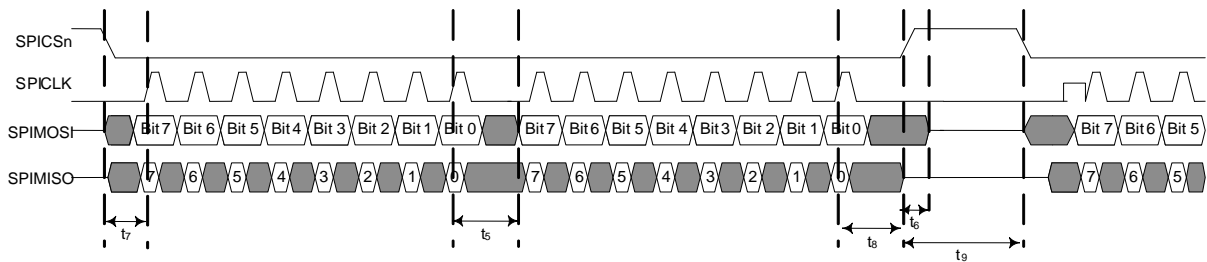 SPICSn
SPICLK
SPIMOSI Bit 7 Bit 6 Bit 5 Bit 4 Bit 3 Bit 2 Bit 1 Bit 0 Bit 7 Bit 6 Bit 5 Bit 4 Bit 3 Bit 2 Bit 1 Bit 0 Bit 7 Bit 6 Bit 5
SPIMISO 7 6 5 4 3 2 1 0 7 6 5 4 3 2 1 0 7 6 5
t7 t5 t8 t6 t9